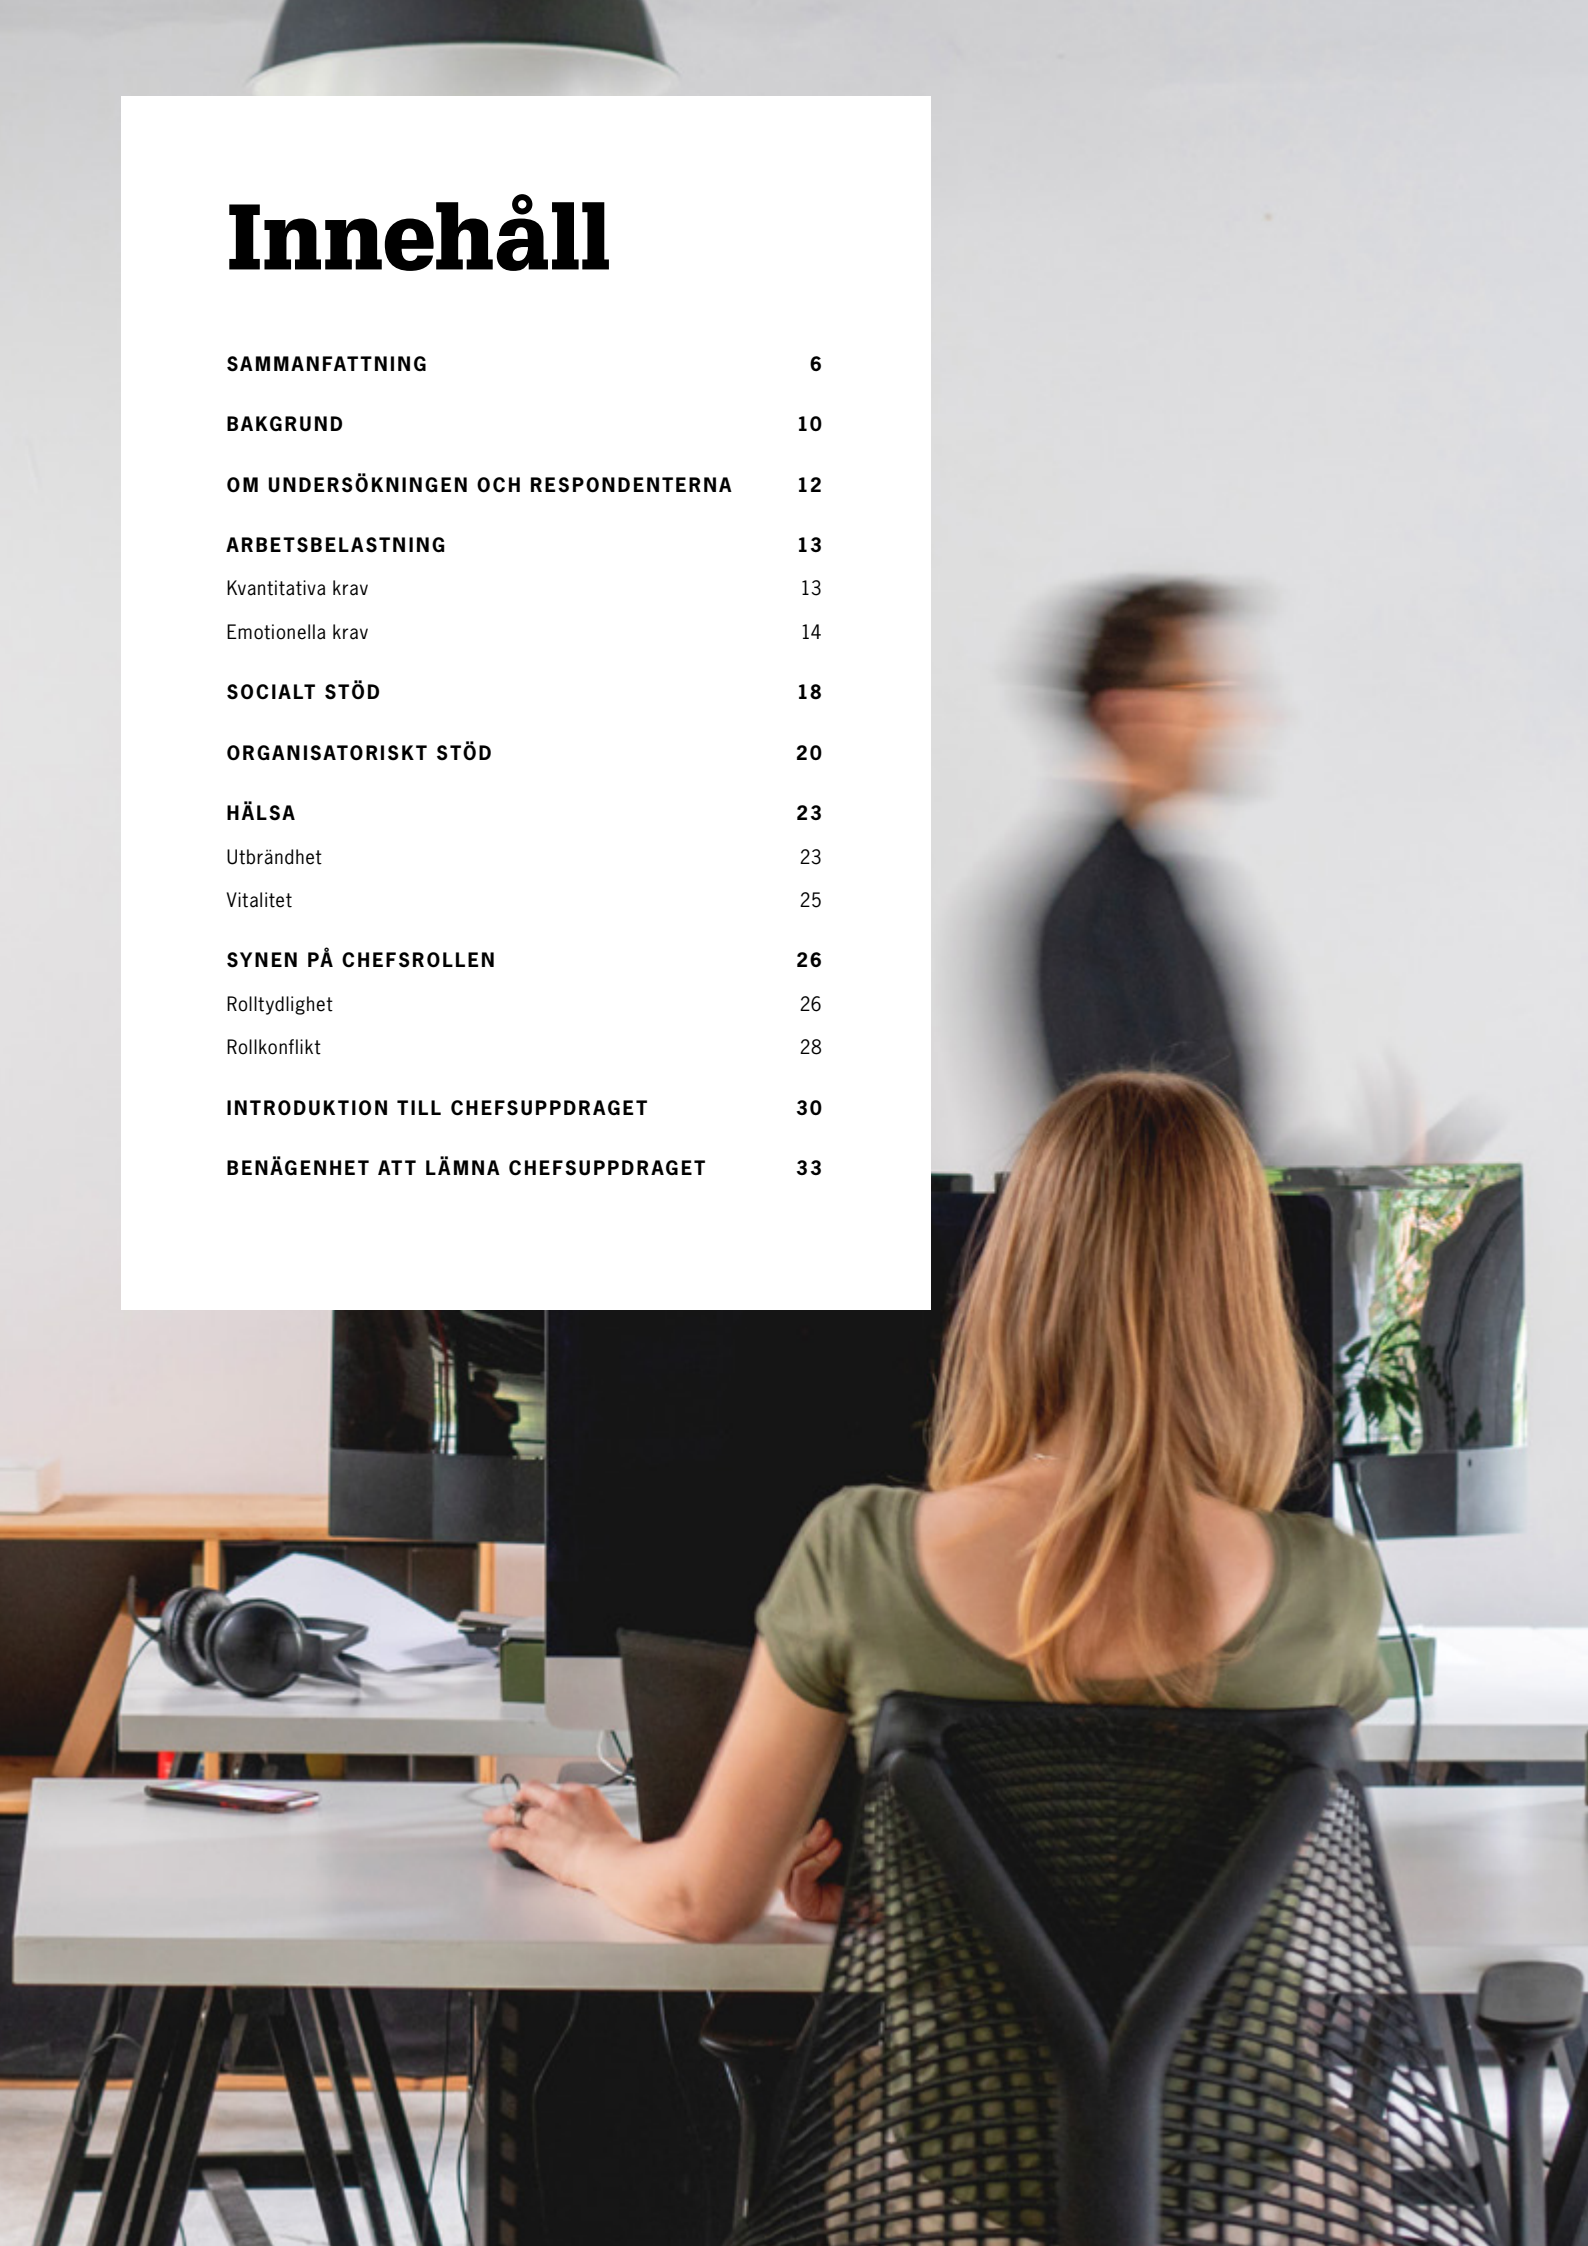 Innehåll
SAMMANFATTNING 6
BAKGRUND 10
OM UNDERSÖKNINGEN OCH RESPONDENTERNA 12
ARBETSBELASTNING 13
Kvantitativa krav 13
Emotionella krav 14
SOCIALT STÖD 18
ORGANISATORISKT STÖD 20
HÄLSA 23
Utbrändhet 23
Vitalitet 25
SYNEN PÅ CHEFSROLLEN 26
Rolltydlighet 26
Rollkonflikt 28
INTRODUKTION TILL CHEFSUPPDRAGET 30
BENÄGENHET ATT LÄMNA CHEFSUPPDRAGET 33